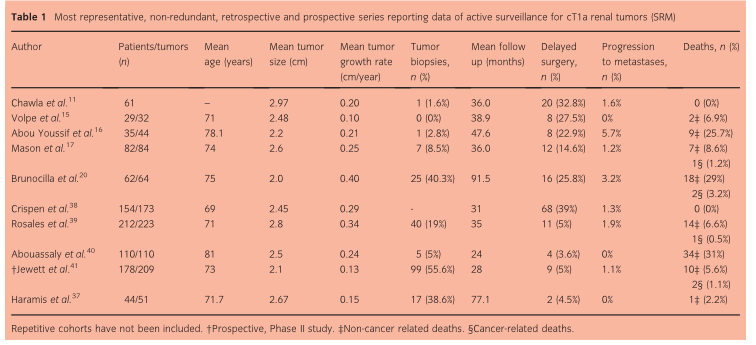 Table 1 Most representative, non-redundant, retrospective and prospective series reporting data of active surveillance for cT1a renal tumors (SRM)
Author Patients/tumors (n) Mean age (years) Mean tumor size (cm) Mean tumor growth rate (cm/year) Tumor biopsies, n (%) Mean follow up (months) Delayed surgery, n (%) Progression to metastases, n (%) Deaths, n (%)
Chawla et al.11 61 – 2.97 0.20 1 (1.6%) 36.0 20 (32.8%) 1.6% 0 (0%)
Volpe et al.15 29/32 71 2.48 0.10 0 (0%) 38.9 8 (27.5%) 0% 2‡ (6.9%)
Abou Youssif et al.16 35/44 78.1 2.2 0.21 1 (2.8%) 47.6 8 (22.9%) 5.7% 9‡ (25.7%)
Mason et al.17 82/84 74 2.6 0.25 7 (8.5%) 36.0 12 (14.6%) 1.2% 7‡ (8.6%)
1§ (1.2%)
Brunocilla et al.20 62/64 75 2.0 0.40 25 (40.3%) 91.5 16 (25.8%) 3.2% 18‡ (29%)
2§ (3.2%)
Crispen et al.38 154/173 69 2.45 0.29 - 31 68 (39%) 1.3% 0 (0%)
Rosales et al.39 212/223 71 2.8 0.34 40 (19%) 35 11 (5%) 1.9% 14‡ (6.6%)
1§ (0.5%)
Abouassaly et al.40 110/110 81 2.5 0.24 5 (5%) 24 4 (3.6%) 0% 34‡ (31%)
†Jewett et al.41 178/209 73 2.1 0.13 99 (55.6%) 28 9 (5%) 1.1% 10‡ (5.6%)
2§ (1.1%)
Haramis et al.37 44/51 71.7 2.67 0.15 17 (38.6%) 77.1 2 (4.5%) 0% 1‡ (2.2%)
Repetitive cohorts have not been included. †Prospective, Phase II study. ‡Non-cancer related deaths. §Cancer-related deaths.